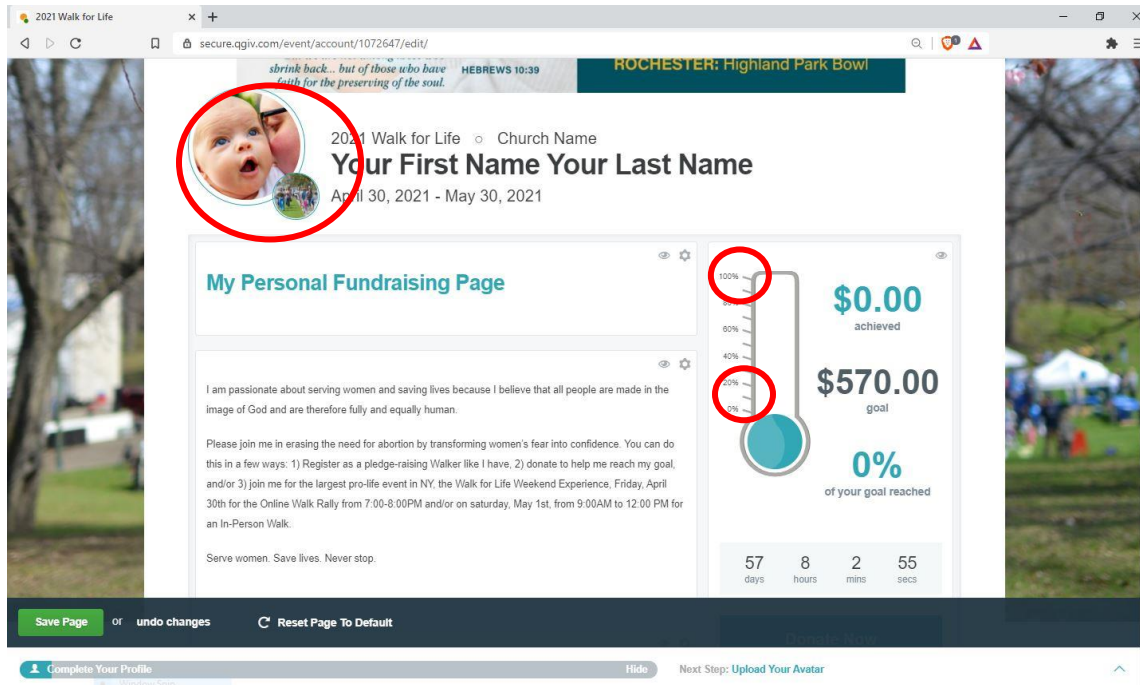 2021 Walk for Life
secure.qgiv.com/event/account/1072647/edit/
shrink back... but of those who have
faith for the preserving of the soul.
HEBREWS 10:39
ROCHESTER: Highland Park Bowl
2021 Walk for Life ○ Church Name
Your First Name Your Last Name
April 30, 2021 - May 30, 2021
My Personal Fundraising Page
I am passionate about serving women and saving lives because I believe that all people are made in the
image of God and are therefore fully and equally human.
Please join me in erasing the need for abortion by transforming women's fear into confidence. You can do
this in a few ways: 1) Register as a pledge-raising Walker like I have, 2) donate to help me reach my goal,
and/or 3) join me for the largest pro-life event in NY, the Walk for Life Weekend Experience, Friday, April
30th for the Online Walk Rally from 7:00-8:00PM and/or on saturday, May 1st, from 9:00AM to 12:00 PM for
an In-Person Walk.
Serve women. Save lives. Never stop.
100%
80%
60%
40%
20%
0%
$0.00
achieved
$570.00
goal
0%
of your goal reached
57 8 2 55
days hours mins secs
Donate Now
Save Page or undo changes Reset Page To Default
Complete Your Profile Hide Next Step: Upload Your Avatar